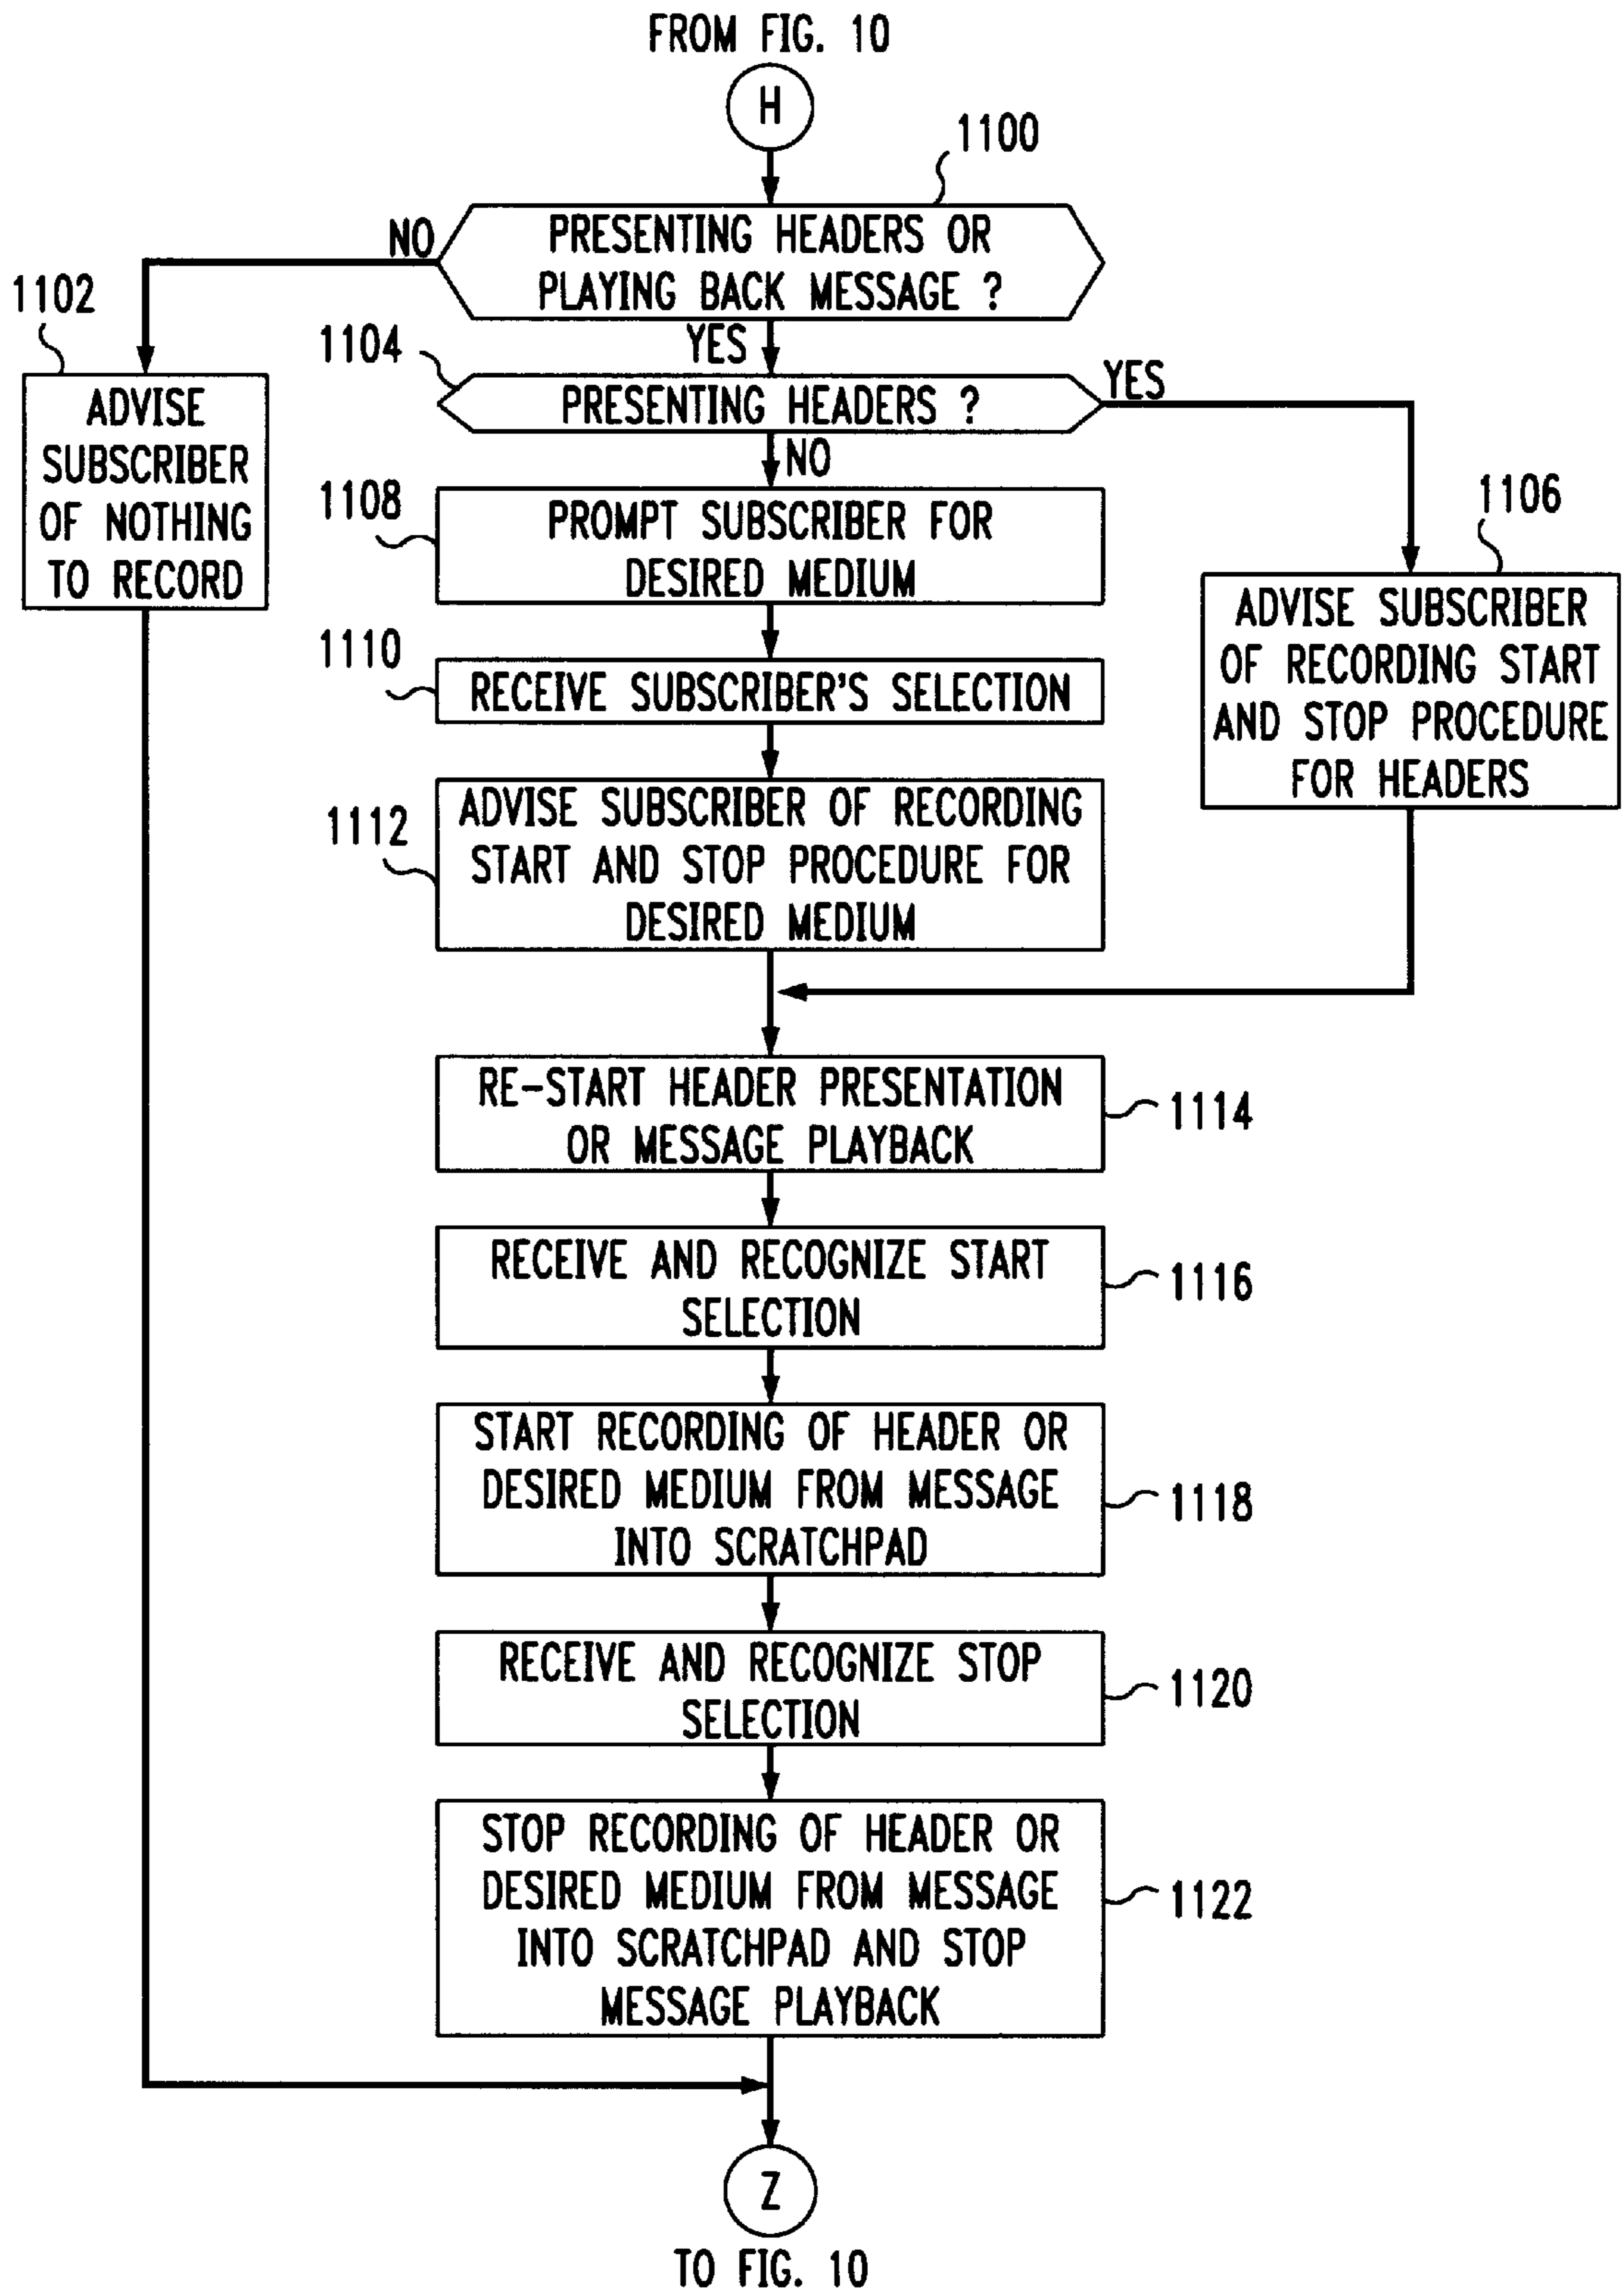 FROM FIG. 10
H
1100
PRESENTING HEADERS OR
PLAYING BACK MESSAGE ?
NO
YES
1102
ADVISE
SUBSCRIBER
OF NOTHING
TO RECORD
1104
PRESENTING HEADERS ?
YES
NO
1106
ADVISE SUBSCRIBER
OF RECORDING START
AND STOP PROCEDURE
FOR HEADERS
1108
PROMPT SUBSCRIBER FOR
DESIRED MEDIUM
1110
RECEIVE SUBSCRIBER'S SELECTION
1112
ADVISE SUBSCRIBER OF RECORDING
START AND STOP PROCEDURE FOR
DESIRED MEDIUM
RE-START HEADER PRESENTATION
OR MESSAGE PLAYBACK
1114
RECEIVE AND RECOGNIZE START
SELECTION
1116
START RECORDING OF HEADER OR
DESIRED MEDIUM FROM MESSAGE
INTO SCRATCHPAD
1118
RECEIVE AND RECOGNIZE STOP
SELECTION
1120
STOP RECORDING OF HEADER OR
DESIRED MEDIUM FROM MESSAGE
INTO SCRATCHPAD AND STOP
MESSAGE PLAYBACK
1122
Z
TO FIG. 10